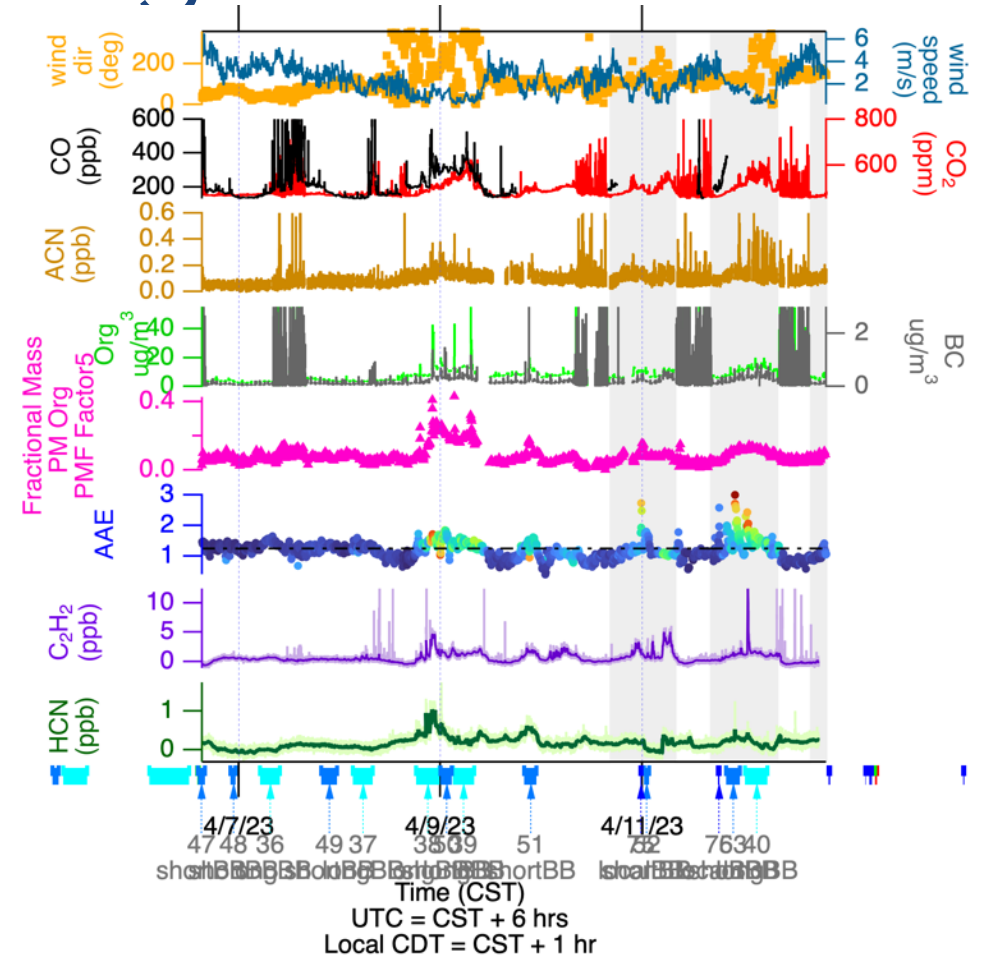 wind dir (deg)
200
0
6
4
2
wind speed (m/s)
CO (ppb)
600
400
200
800
600
CO2 (ppm)
ACN (ppb)
0.6
0.4
0.2
0.0
Org ug/m3
40
20
0
2
0
BC ug/m3
Fractional Mass
PM Org
PMF Factor5
0.4
0.0
AAE
3
2
1
C2H2 (ppb)
10
5
0
HCN (ppb)
1
0
4/7/23 4/9/23 4/11/23
47 48 36 49 37 39 51 40
shortBB
Time (CST)
UTC = CST + 6 hrs
Local CDT = CST + 1 hr